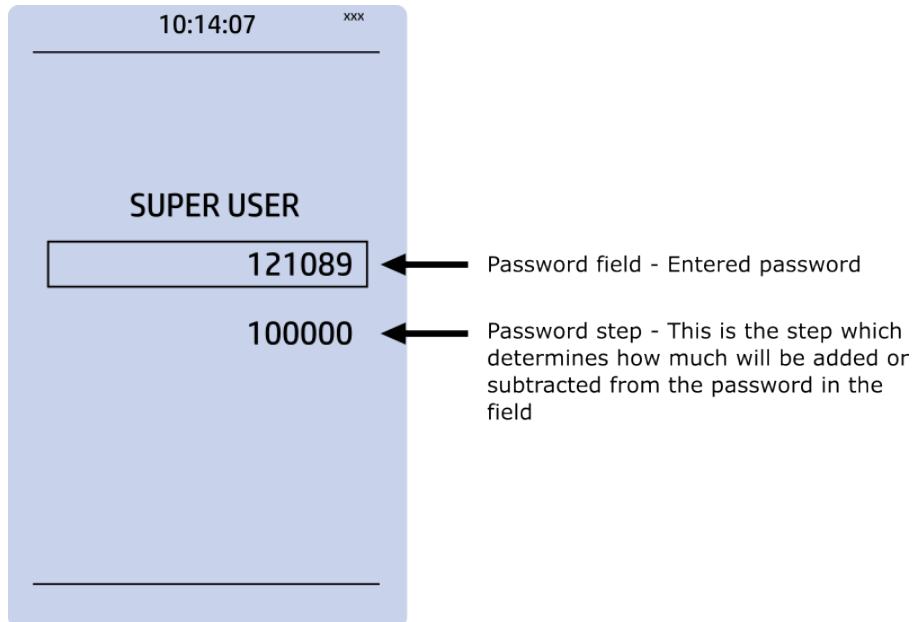 10:14:07 xxx
SUPER USER
121089
Password field - Entered password
100000
Password step - This is the step which
determines how much will be added or
subtracted from the password in the
field